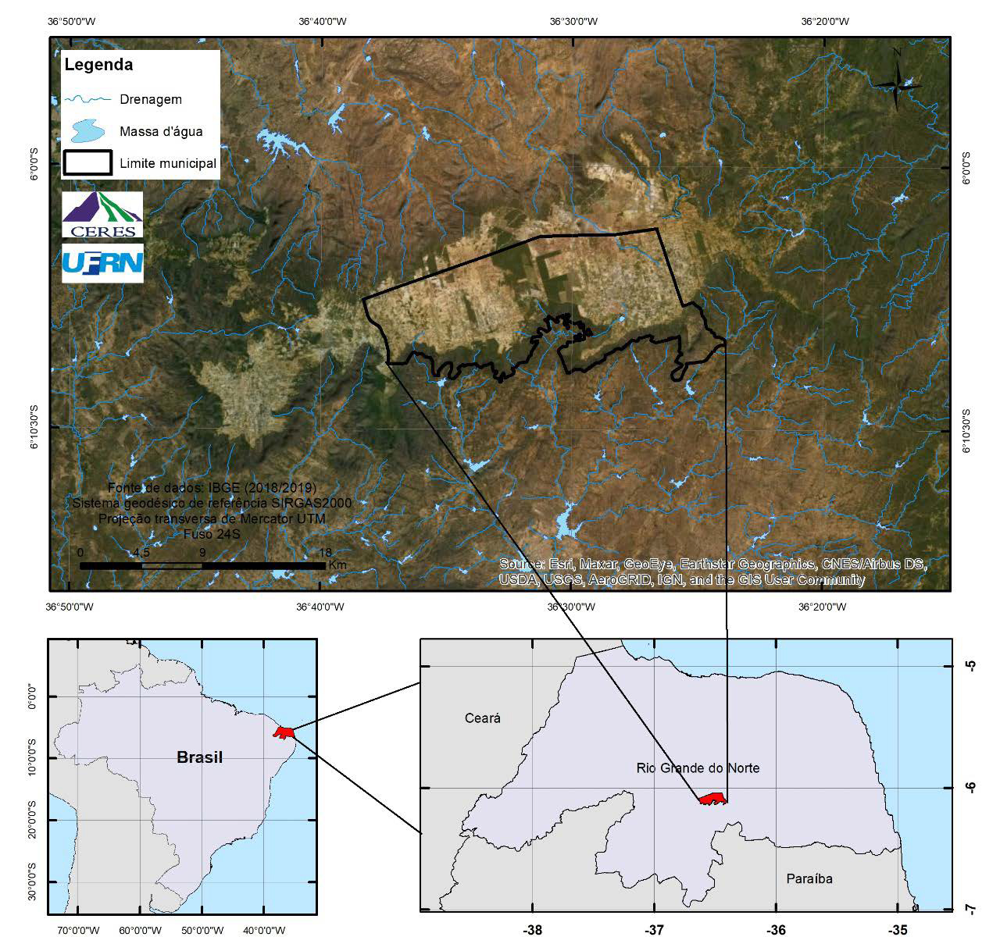 36°50'0"W 36°40'0"W 36°30'0"W 36°20'0"W
N
Legenda
Drenagem
Massa d'água
Limite municipal
6°0'0"S 6°0'0"S
CERES
UFRN
6°10'30"S 6°10'30"S
Fonte de dados: IBGE (2018/2019)
Sistema geodésico de referência SIRGAS2000
Projeção transversa de Mercator UTM
Fuso 24S
0 4,5 9 18
Km
Source: Esri, Maxar, GeoEye, Earthstar Geographics, CNES/Airbus DS,
USDA, USGS, AeroGRID, IGN, and the GIS User Community
36°50'0"W 36°40'0"W 36°30'0"W 36°20'0"W
0°0'0"
10°0'0"S
20°0'0"S
30°0'0"S
Brasil
70°0'0"W 60°0'0"W 50°0'0"W 40°0'0"W
Ceará
Rio Grande do Norte
Paraíba
-5
-6
-7
-38 -37 -36 -35